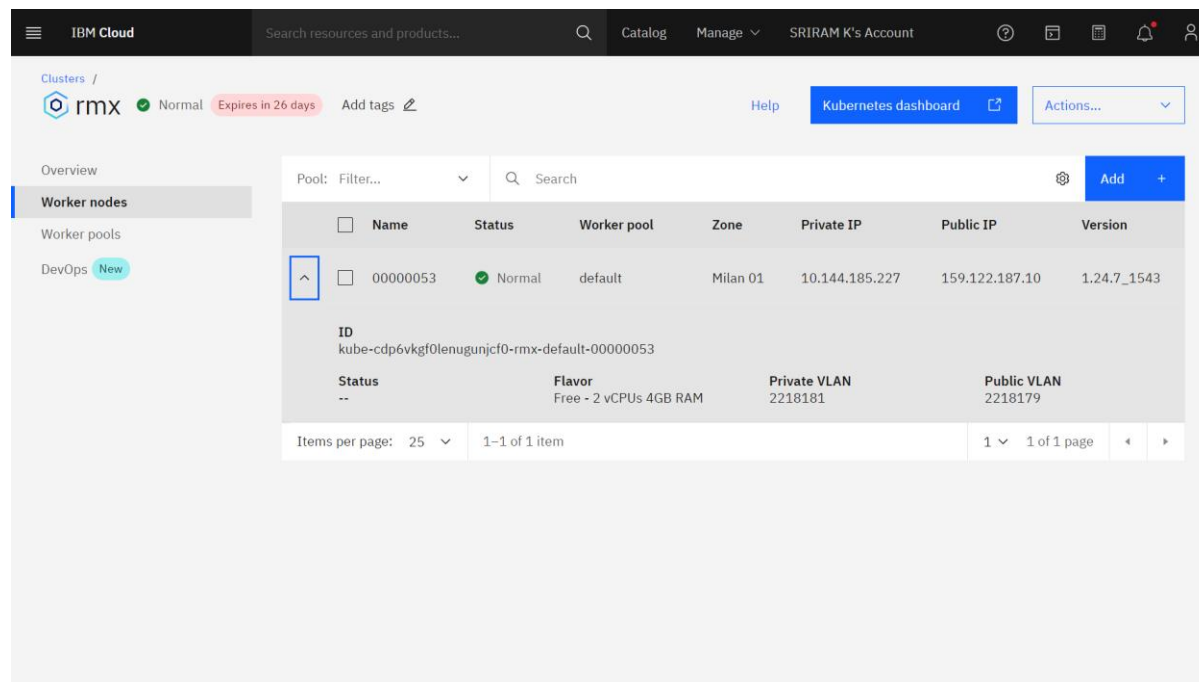 IBM Cloud Search resources and products... Catalog Manage SRIRAM K's Account
Clusters /
rmx Normal Expires in 26 days Add tags Help Kubernetes dashboard Actions...
Overview
Worker nodes
Worker pools
DevOps New
Pool: Filter... Search Add +
Name Status Worker pool Zone Private IP Public IP Version
00000053 Normal default Milan 01 10.144.185.227 159.122.187.10 1.24.7_1543
ID
kube-cdp6vkgf0lenugunjcf0-rmx-default-00000053
Status Flavor Private VLAN Public VLAN
-- Free - 2 vCPUs 4GB RAM 2218181 2218179
Items per page: 25 1–1 of 1 item 1 1 of 1 page